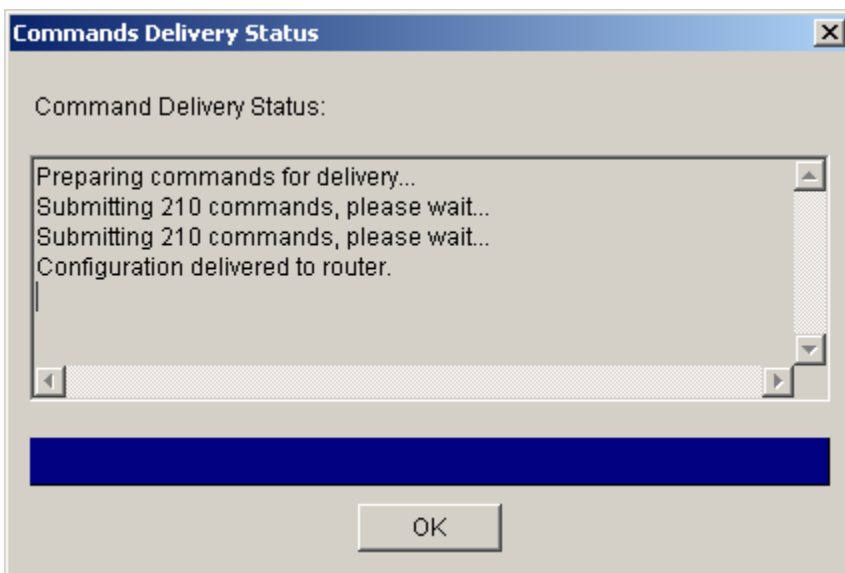 Commands Delivery Status
Command Delivery Status:
Preparing commands for delivery...
Submitting 210 commands, please wait...
Submitting 210 commands, please wait...
Configuration delivered to router.
OK